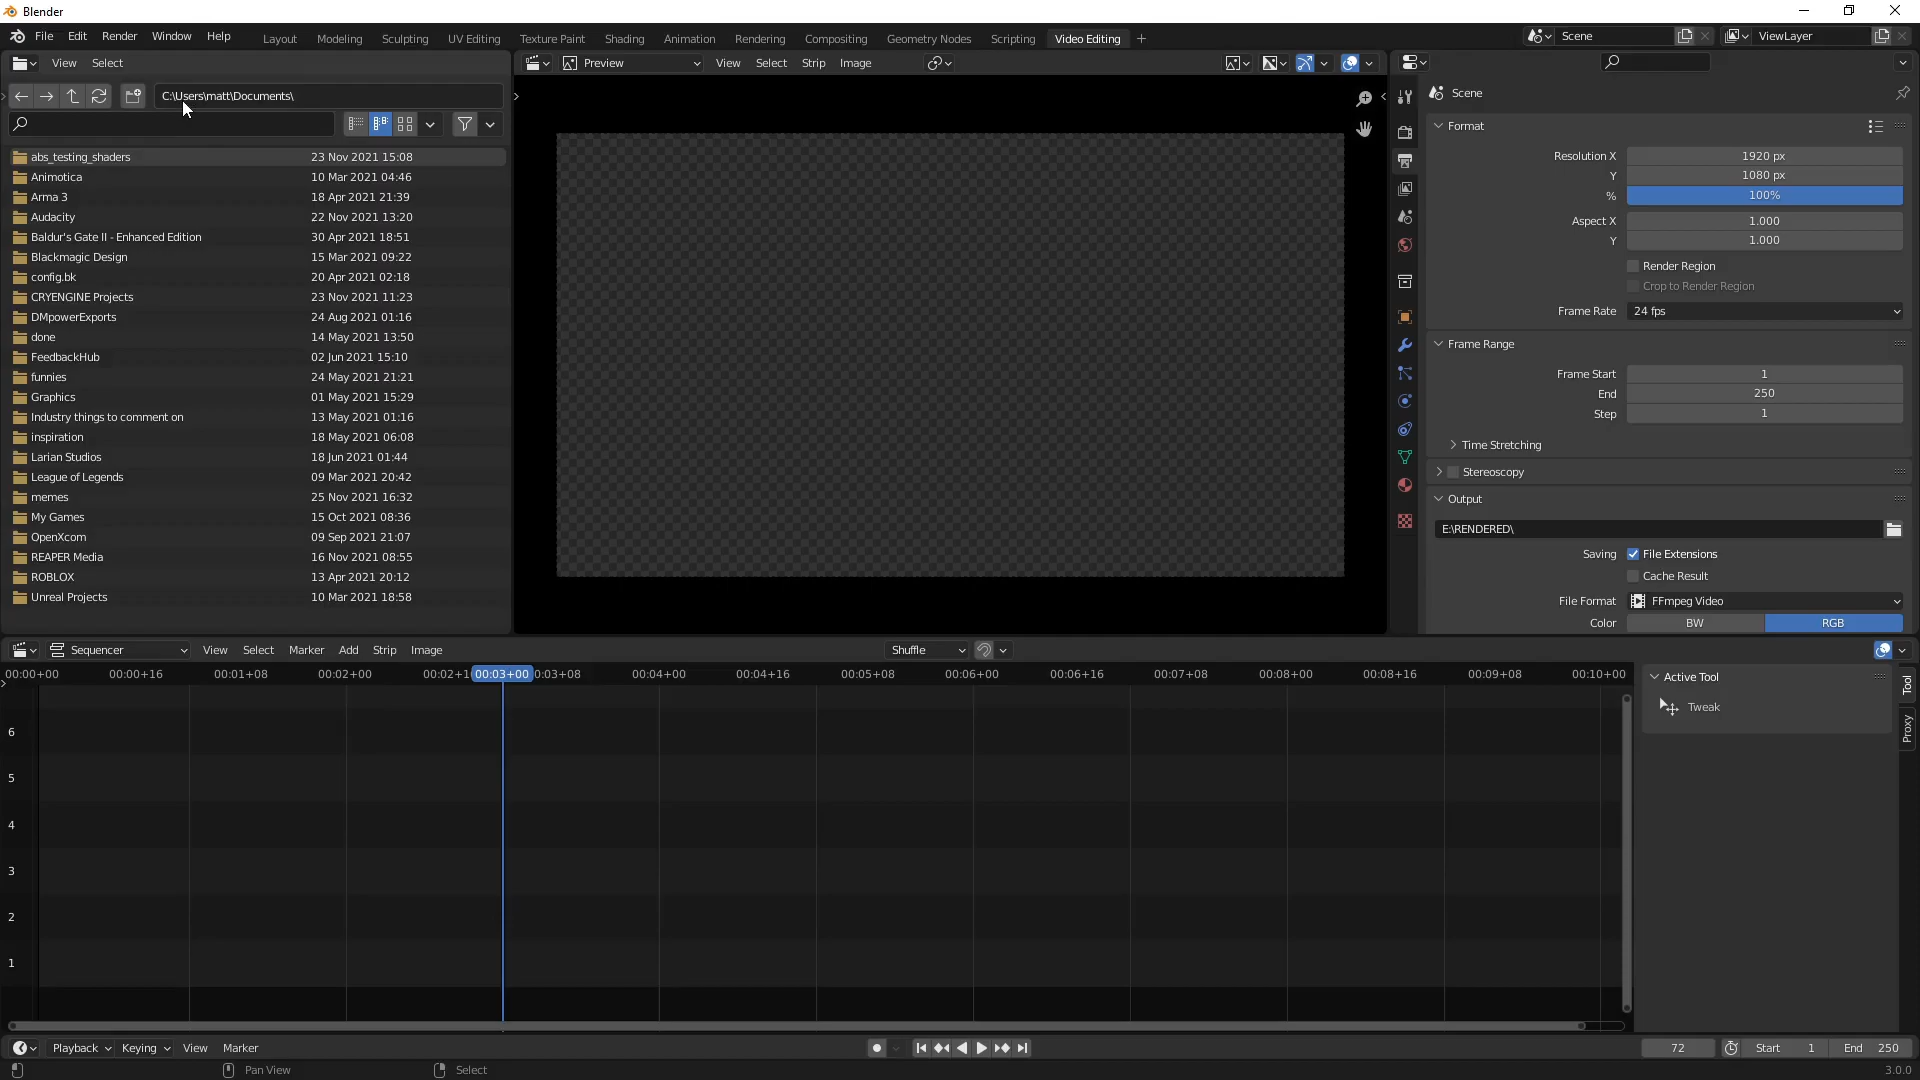 Blender
File Edit Render Window Help Layout Modeling Sculpting UV Editing Texture Paint Shading Animation Rendering Compositing Geometry Nodes Scripting Video Editing + Scene ViewLayer
View Select
C:\Users\matt\Documents\
abs_testing_shaders 23 Nov 2021 15:08
Animotica 10 Mar 2021 04:46
Arma 3 18 Apr 2021 21:39
Audacity 22 Nov 2021 13:20
Baldur's Gate II - Enhanced Edition 30 Apr 2021 18:51
Blackmagic Design 15 Mar 2021 09:22
config.bk 20 Apr 2021 02:18
CRYENGINE Projects 23 Nov 2021 11:23
DMpowerExports 24 Aug 2021 01:16
done 14 May 2021 13:50
FeedbackHub 02 Jun 2021 15:10
funnies 24 May 2021 21:21
Graphics 01 May 2021 15:29
Industry things to comment on 13 May 2021 01:16
inspiration 18 May 2021 06:08
Larian Studios 18 Jun 2021 01:44
League of Legends 09 Mar 2021 20:42
memes 25 Nov 2021 16:32
My Games 15 Oct 2021 08:36
OpenXcom 09 Sep 2021 21:07
REAPER Media 16 Nov 2021 08:55
ROBLOX 13 Apr 2021 20:12
Unreal Projects 10 Mar 2021 18:58
Preview View Select Strip Image
Scene
Format
Resolution X 1920 px
Y 1080 px
% 100%
Aspect X 1.000
Y 1.000
Render Region
Crop to Render Region
Frame Rate 24 fps
Frame Range
Frame Start 1
End 250
Step 1
Time Stretching
Stereoscopy
Output
E:\RENDERED\
Saving File Extensions
Cache Result
File Format FFmpeg Video
Color BW RGB
Sequencer View Select Marker Add Strip Image Shuffle
00:00+00 00:00+16 00:01+08 00:02+00 00:02+1 00:03+00 0:03+08 00:04+00 00:04+16 00:05+08 00:06+00 00:06+16 00:07+08 00:08+00 00:08+16 00:09+08 00:10+00
6
5
4
3
2
1
Active Tool
Tweak
Tool
Proxy
Playback Keying View Marker 72 Start 1 End 250
Pan View Select 3.0.0